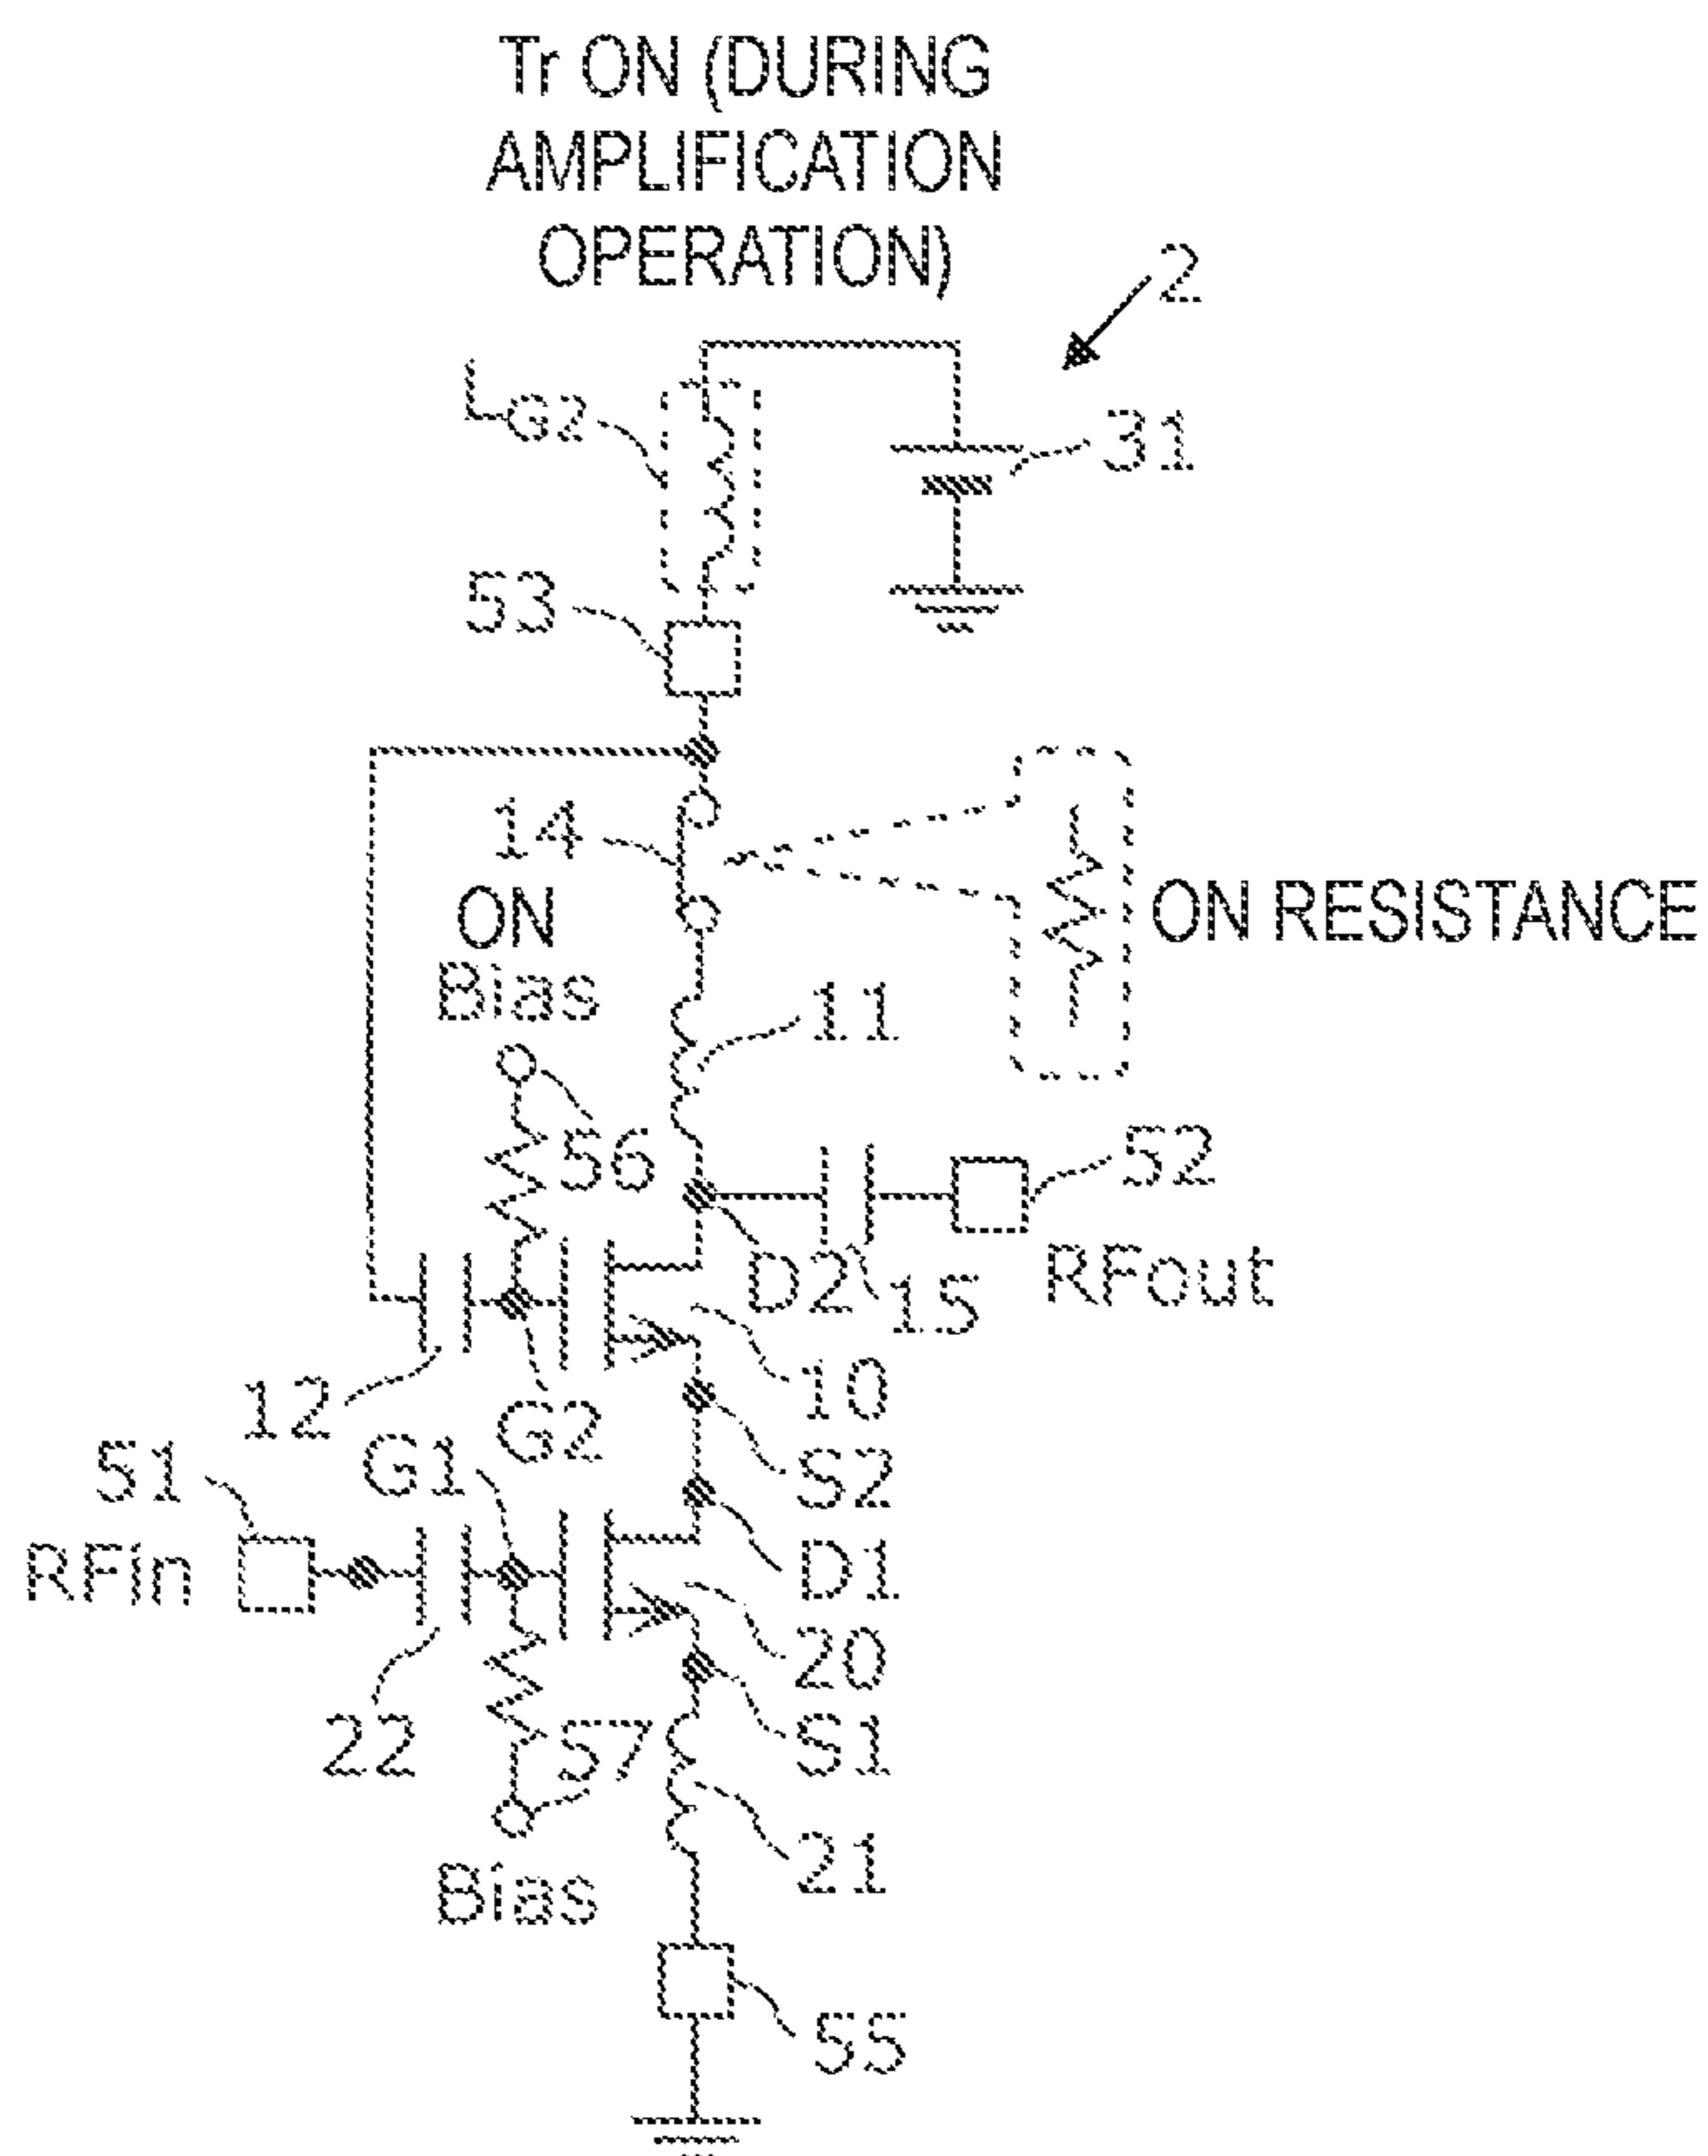 Tr ON (DURING
AMPLIFICATION
OPERATION)
2
LG2
31
53
14
ON
ON RESISTANCE
Bias
11
56
52
D2
15
RFout
12
10
G2
G1
S2
51
RFin
D1
20
22
57
S1
21
Bias
55